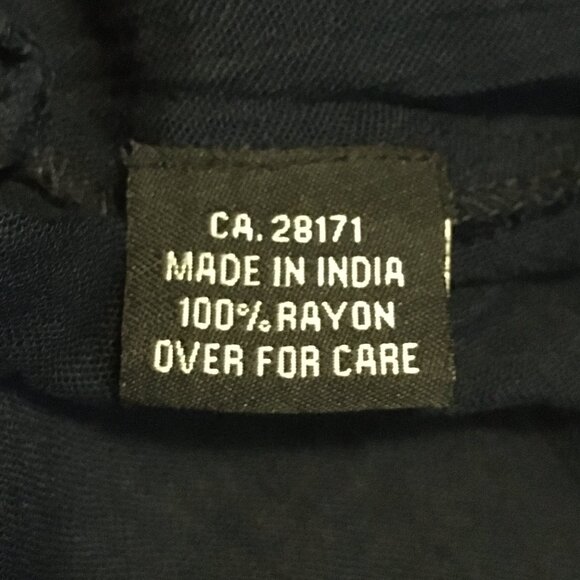 CA. 28171
MADE IN INDIA
100% RAYON
OVER FOR CARE